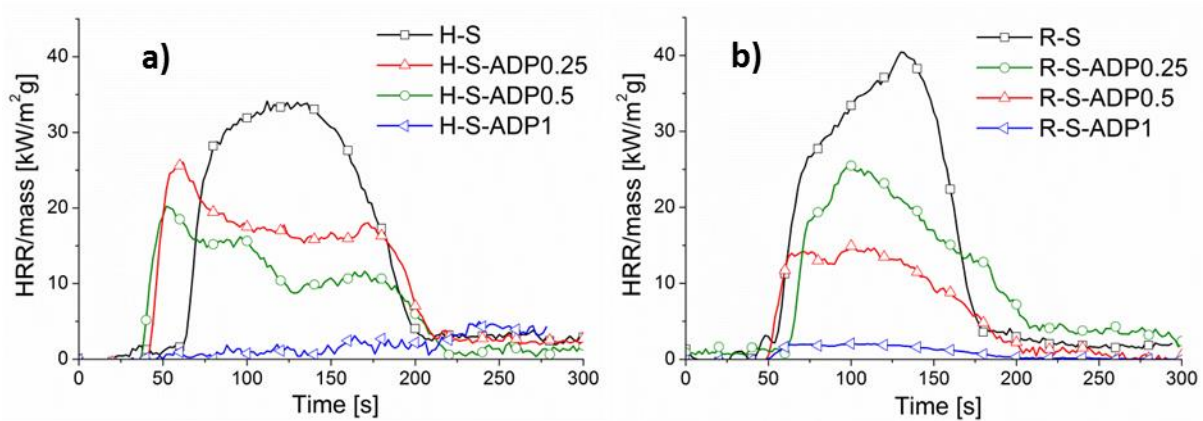 a)
H-S
H-S-ADP0.25
H-S-ADP0.5
H-S-ADP1
HRR/mass [kW/m²g]
40
30
20
10
0
0 50 100 150 200 250 300
Time [s]
b)
R-S
R-S-ADP0.25
R-S-ADP0.5
R-S-ADP1
HRR/mass [kW/m²g]
40
30
20
10
0
0 50 100 150 200 250 300
Time [s]